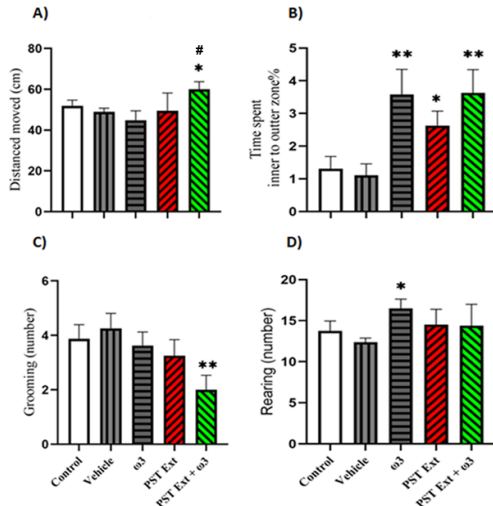 A)
Distanced moved (cm)
80
60
40
20
0
#
*
B)
Time spent
inner to outter zone%
5
4
3
2
1
0
**
*
**
C)
Grooming (number)
6
4
2
0
**
Control
Vehicle
ω3
PST Ext
PST Ext + ω3
D)
Rearing (number)
20
15
10
5
0
*
Control
Vehicle
ω3
PST Ext
PST Ext + ω3